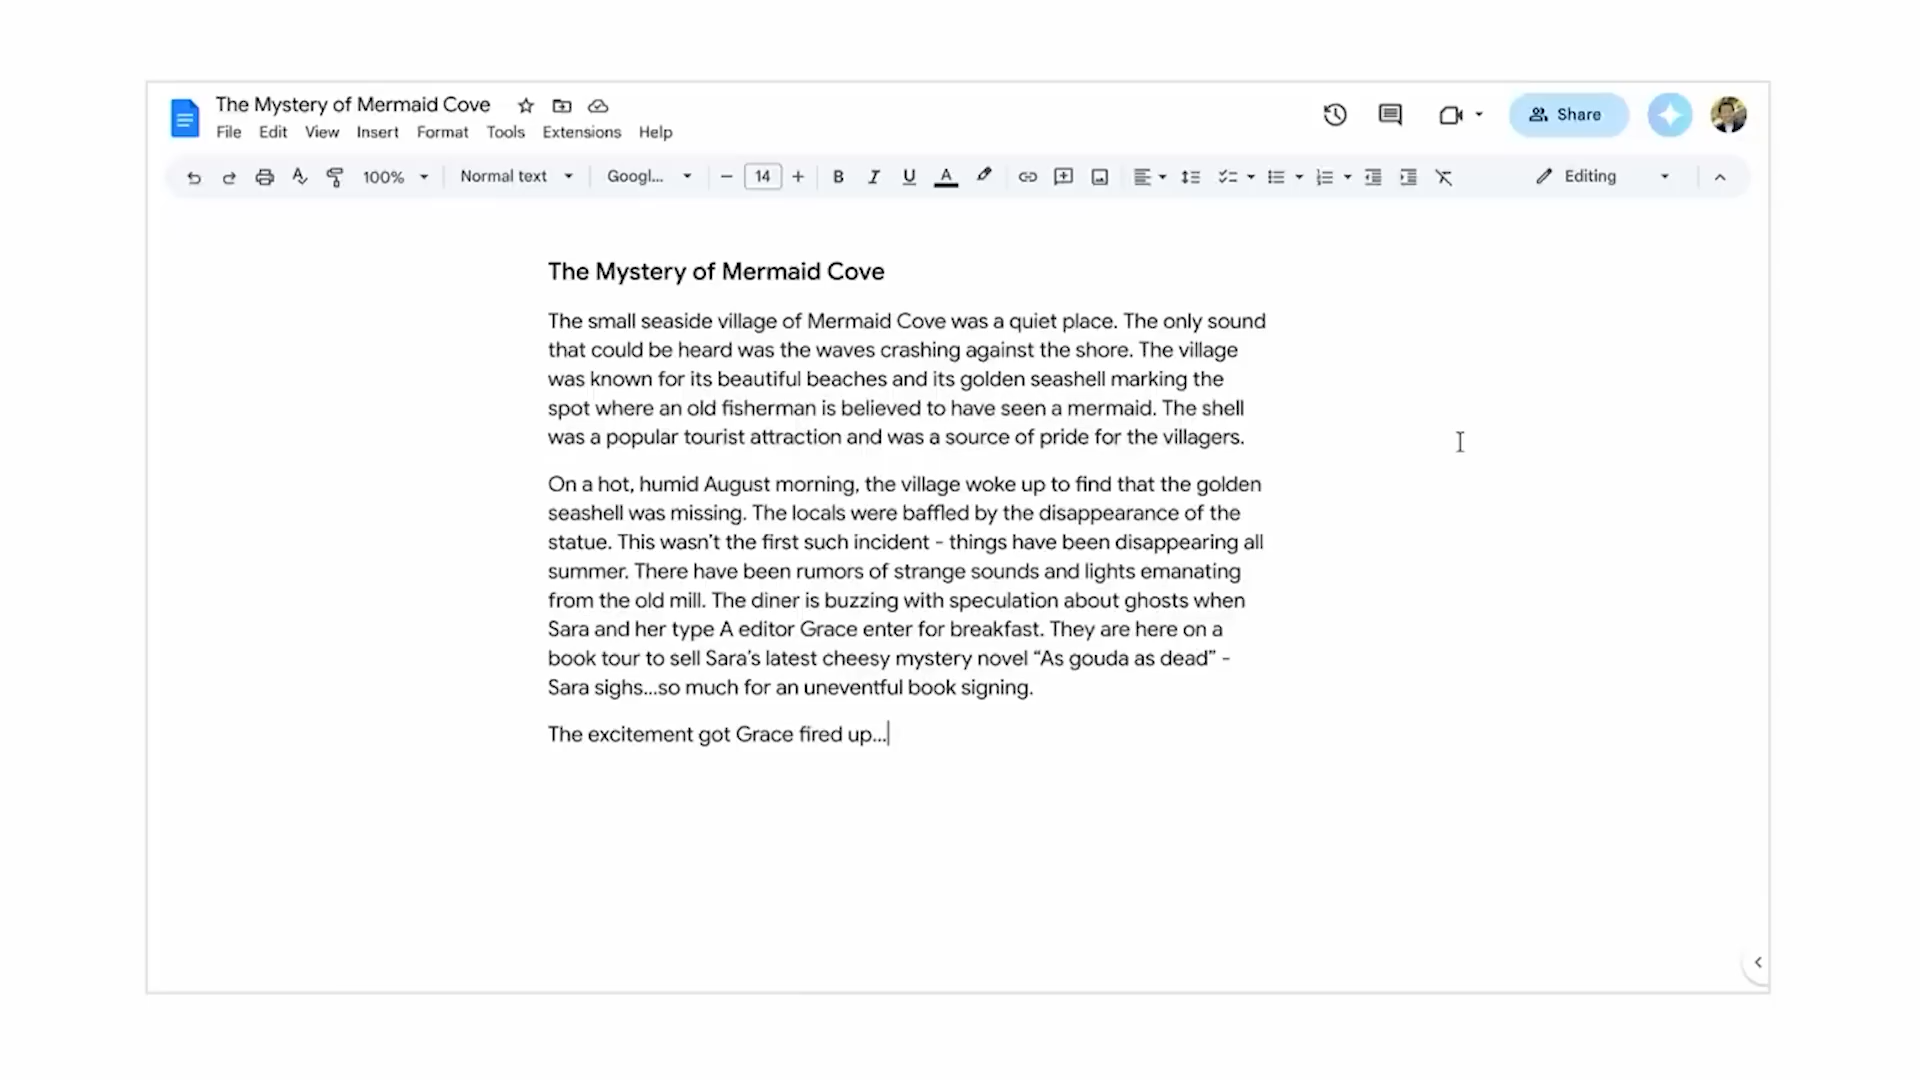 The Mystery of Mermaid Cove
File Edit View Insert Format Tools Extensions Help
Share
100% Normal text Googl... − 14 + B I U A Editing
The Mystery of Mermaid Cove
The small seaside village of Mermaid Cove was a quiet place. The only sound
that could be heard was the waves crashing against the shore. The village
was known for its beautiful beaches and its golden seashell marking the
spot where an old fisherman is believed to have seen a mermaid. The shell
was a popular tourist attraction and was a source of pride for the villagers.
On a hot, humid August morning, the village woke up to find that the golden
seashell was missing. The locals were baffled by the disappearance of the
statue. This wasn’t the first such incident - things have been disappearing all
summer. There have been rumors of strange sounds and lights emanating
from the old mill. The diner is buzzing with speculation about ghosts when
Sara and her type A editor Grace enter for breakfast. They are here on a
book tour to sell Sara’s latest cheesy mystery novel “As gouda as dead” -
Sara sighs...so much for an uneventful book signing.
The excitement got Grace fired up...